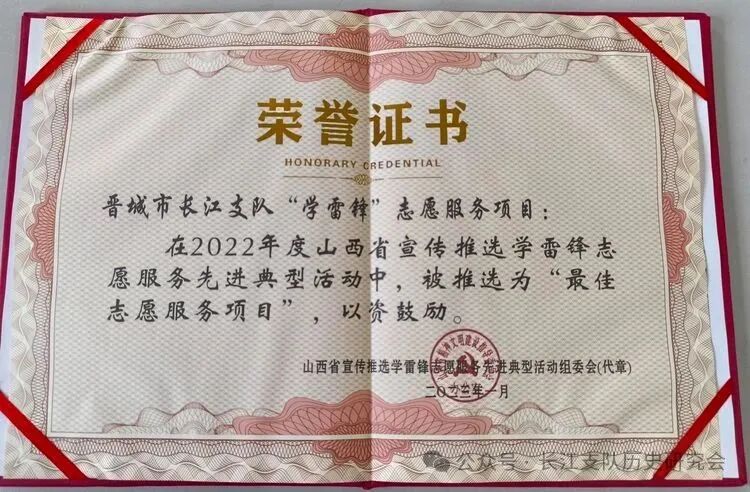 荣誉证书
HONORARY CREDENTIAL
晋城市长江支队“学雷锋”志愿服务项目：
在2022年度山西省宣传推选学雷锋志
愿服务先进典型活动中，被推选为“最佳
志愿服务项目”，以资鼓励。
山西省宣传推选学雷锋志愿服务先进典型活动组委会(代章)
二〇二三年一月
公众号·长江支队历史研究会